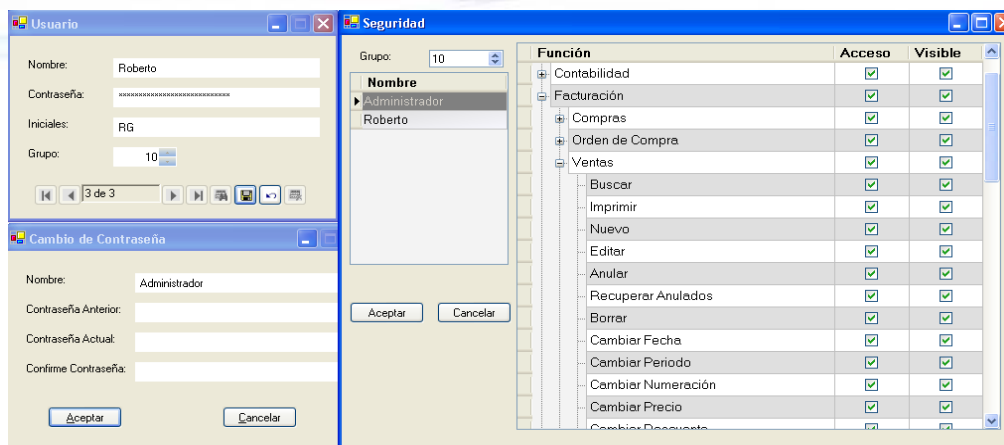 Usuario
Nombre: Roberto
Contraseña: ****************************
Iniciales: RG
Grupo: 10
3 de 3
Cambio de Contraseña
Nombre: Administrador
Contraseña Anterior:
Contraseña Actual:
Confirme Contraseña:
Aceptar Cancelar
Seguridad
Grupo: 10
Nombre
Administrador
Roberto
Aceptar Cancelar
Función Acceso Visible
Contabilidad
Facturación
Compras
Orden de Compra
Ventas
Buscar
Imprimir
Nuevo
Editar
Anular
Recuperar Anulados
Borrar
Cambiar Fecha
Cambiar Periodo
Cambiar Numeración
Cambiar Precio
Cambiar Descuento